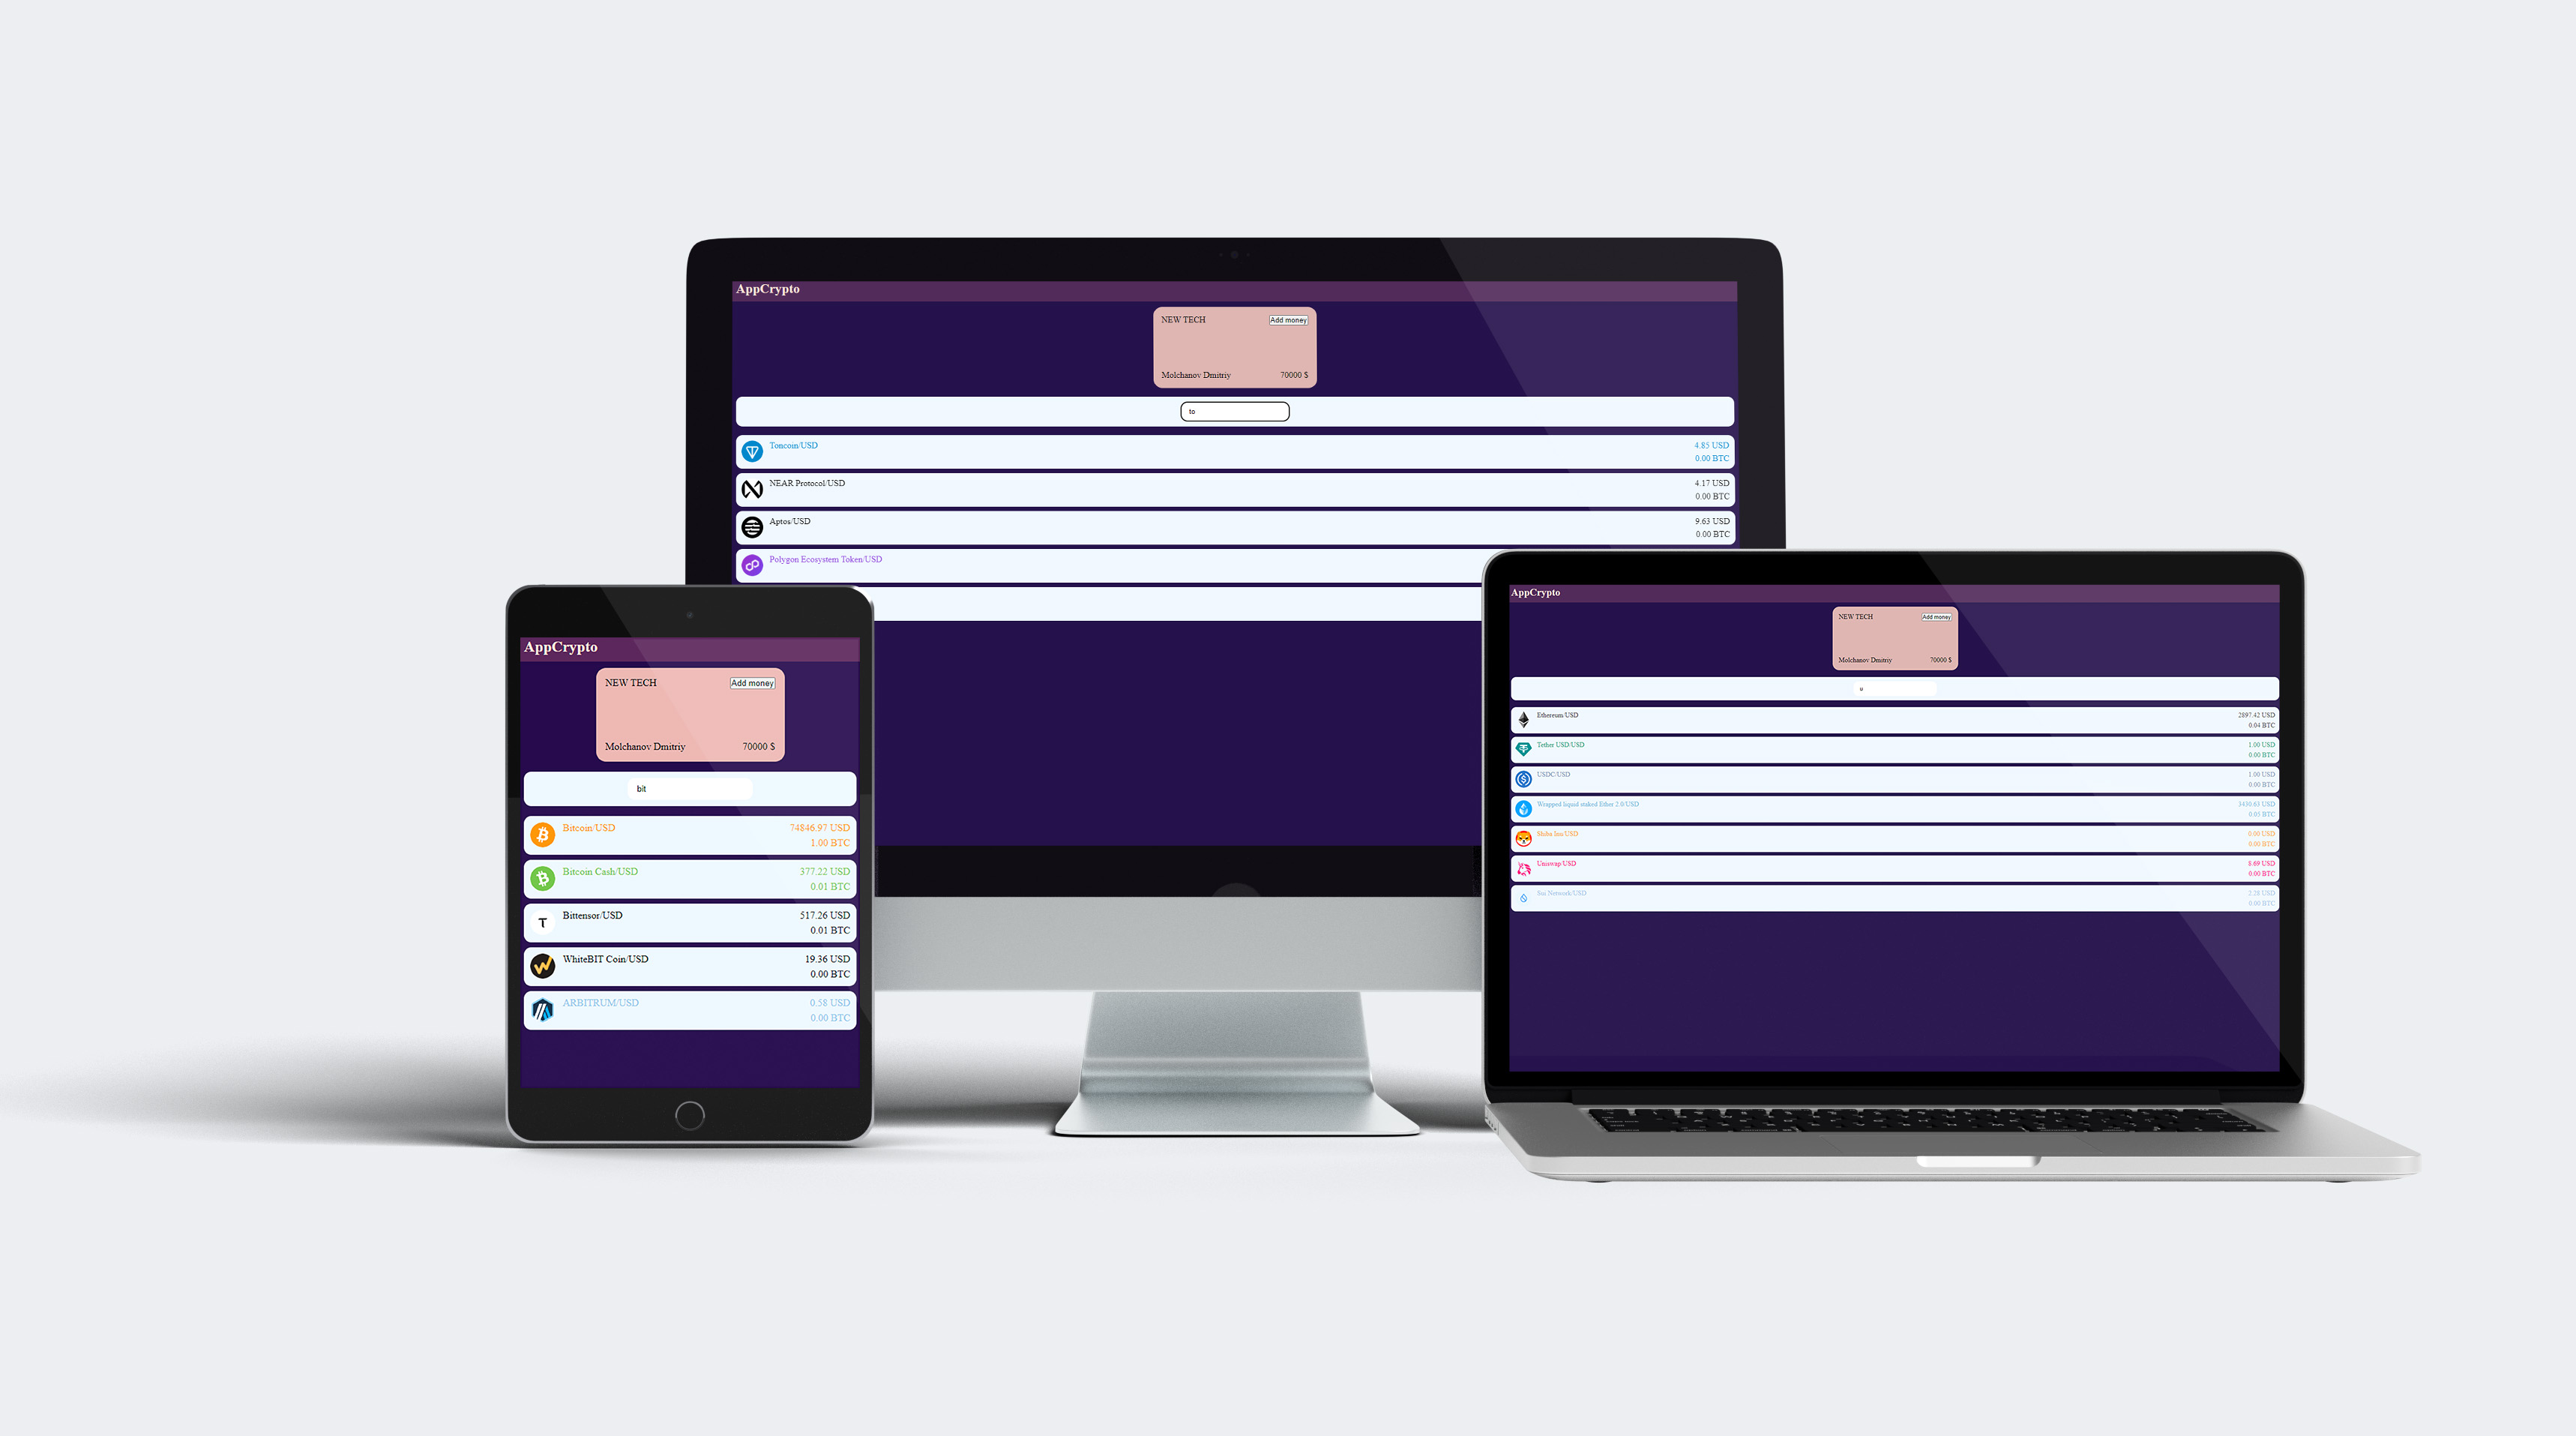 AppCrypto
NEW TECH Add money
Molchanov Dmitriy 70000 $
to
Toncoin/USD 4.85 USD
0.00 BTC
NEAR Protocol/USD 4.17 USD
0.00 BTC
Aptos/USD 9.63 USD
0.00 BTC
Polygon Ecosystem Token/USD
AppCrypto
NEW TECH Add money
Molchanov Dmitriy 70000 $
bit
Bitcoin/USD 74846.97 USD
1.00 BTC
Bitcoin Cash/USD 377.22 USD
0.01 BTC
Bittensor/USD 517.26 USD
0.01 BTC
WhiteBIT Coin/USD 19.36 USD
0.00 BTC
ARBITRUM/USD 0.58 USD
0.00 BTC
AppCrypto
NEW TECH Add money
Molchanov Dmitriy 70000 $
u
Ethereum/USD 2897.42 USD
0.04 BTC
Tether USD/USD 1.00 USD
0.00 BTC
USDC/USD 1.00 USD
0.00 BTC
Wrapped liquid staked Ether 2.0/USD 3430.63 USD
0.05 BTC
Shiba Inu/USD 0.00 USD
0.00 BTC
Uniswap/USD 8.69 USD
0.00 BTC
Sui Network/USD 2.28 USD
0.00 BTC